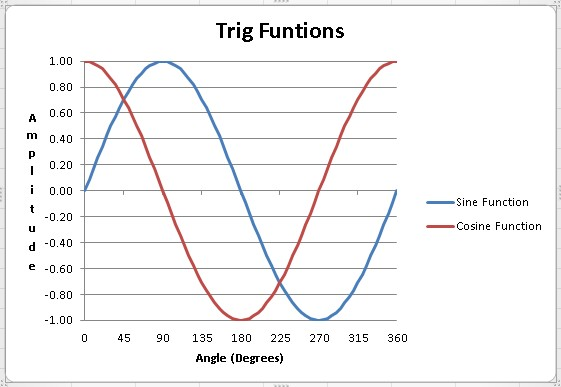 Trig Funtions
1.00
0.80
0.60
0.40
0.20
0.00
-0.20
-0.40
-0.60
-0.80
-1.00
Amplitude
0 45 90 135 180 225 270 315 360
Angle (Degrees)
Sine Function
Cosine Function